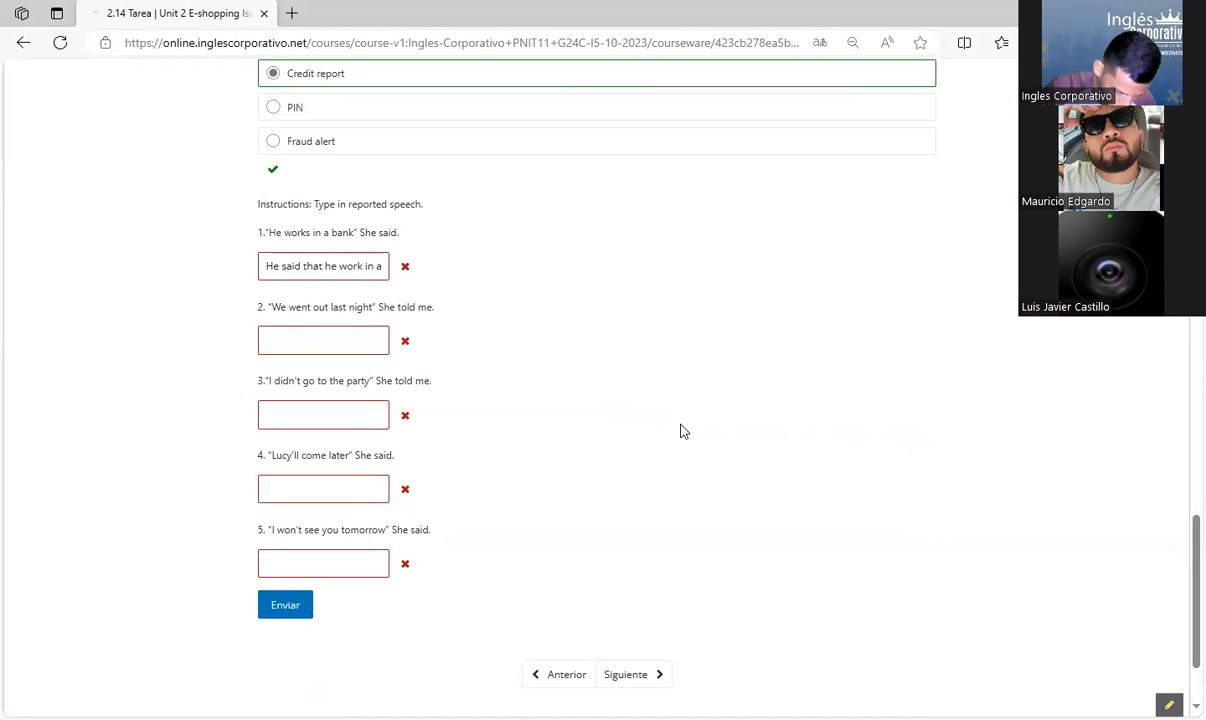 2.14 Tarea | Unit 2 E-shopping Iss
https://online.inglescorporativo.net/courses/course-v1:Ingles-Corporativo+PNIT11+G24C-I5-10-2023/courseware/423cb278ea5b...
Credit report
PIN
Fraud alert
Instructions: Type in reported speech.
1."He works in a bank" She said.
He said that he work in a
2. "We went out last night" She told me.
3."I didn't go to the party" She told me.
4. "Lucy'll come later" She said.
5. "I won't see you tomorrow" She said.
Enviar
Anterior
Siguiente
Inglés
Corporativo
Ingles Corporativo
Mauricio Edgardo
Luis Javier Castillo